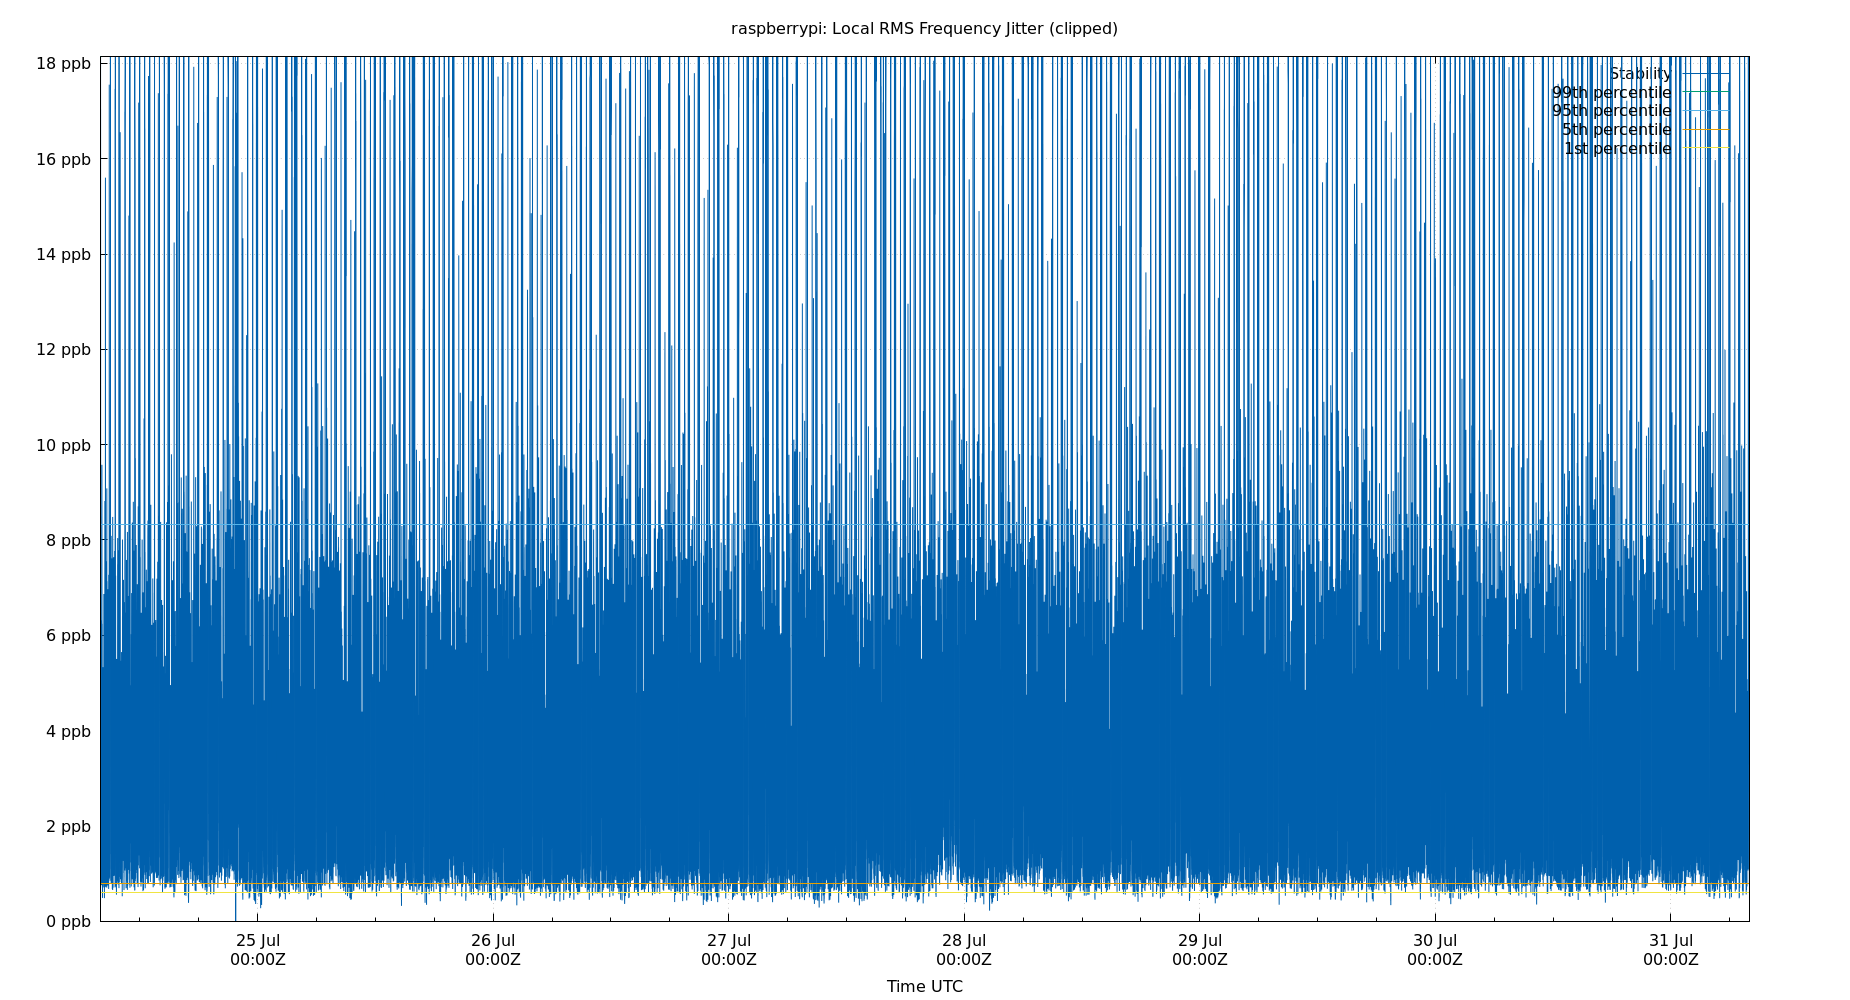 raspberrypi: Local RMS Frequency Jitter (clipped)
18 ppb
16 ppb
14 ppb
12 ppb
10 ppb
8 ppb
6 ppb
4 ppb
2 ppb
0 ppb
Stability
99th percentile
95th percentile
5th percentile
1st percentile
25 Jul 26 Jul 27 Jul 28 Jul 29 Jul 30 Jul 31 Jul
00:00Z 00:00Z 00:00Z 00:00Z 00:00Z 00:00Z 00:00Z
Time UTC